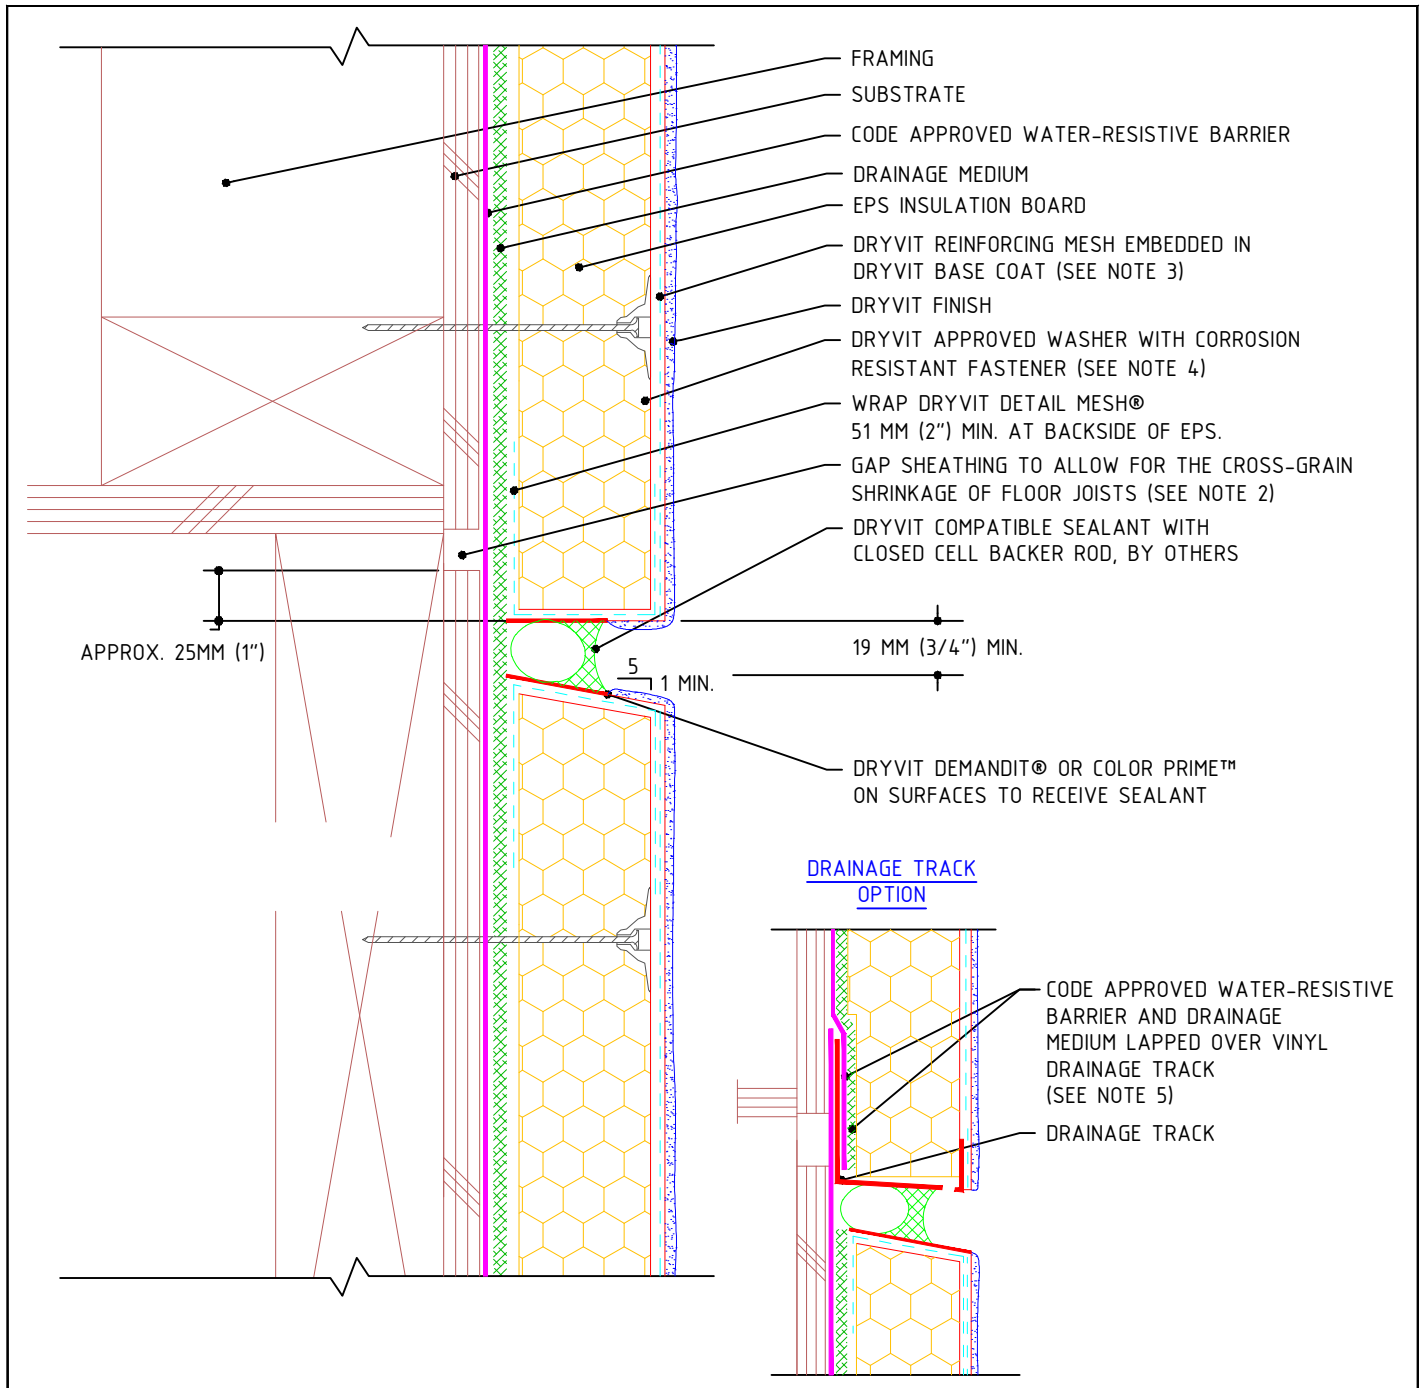 FRAMING
SUBSTRATE
CODE APPROVED WATER-RESISTIVE BARRIER
DRAINAGE MEDIUM
EPS INSULATION BOARD
DRYVIT REINFORCING MESH EMBEDDED IN
DRYVIT BASE COAT (SEE NOTE 3)
DRYVIT FINISH
DRYVIT APPROVED WASHER WITH CORROSION
RESISTANT FASTENER (SEE NOTE 4)
WRAP DRYVIT DETAIL MESH®
51 MM (2") MIN. AT BACKSIDE OF EPS.
GAP SHEATHING TO ALLOW FOR THE CROSS-GRAIN
SHRINKAGE OF FLOOR JOISTS (SEE NOTE 2)
DRYVIT COMPATIBLE SEALANT WITH
CLOSED CELL BACKER ROD, BY OTHERS
APPROX. 25MM (1")
19 MM (3/4") MIN.
5
1 MIN.
DRYVIT DEMANDIT® OR COLOR PRIME™
ON SURFACES TO RECEIVE SEALANT
DRAINAGE TRACK
OPTION
CODE APPROVED WATER-RESISTIVE
BARRIER AND DRAINAGE
MEDIUM LAPPED OVER VINYL
DRAINAGE TRACK
(SEE NOTE 5)
DRAINAGE TRACK